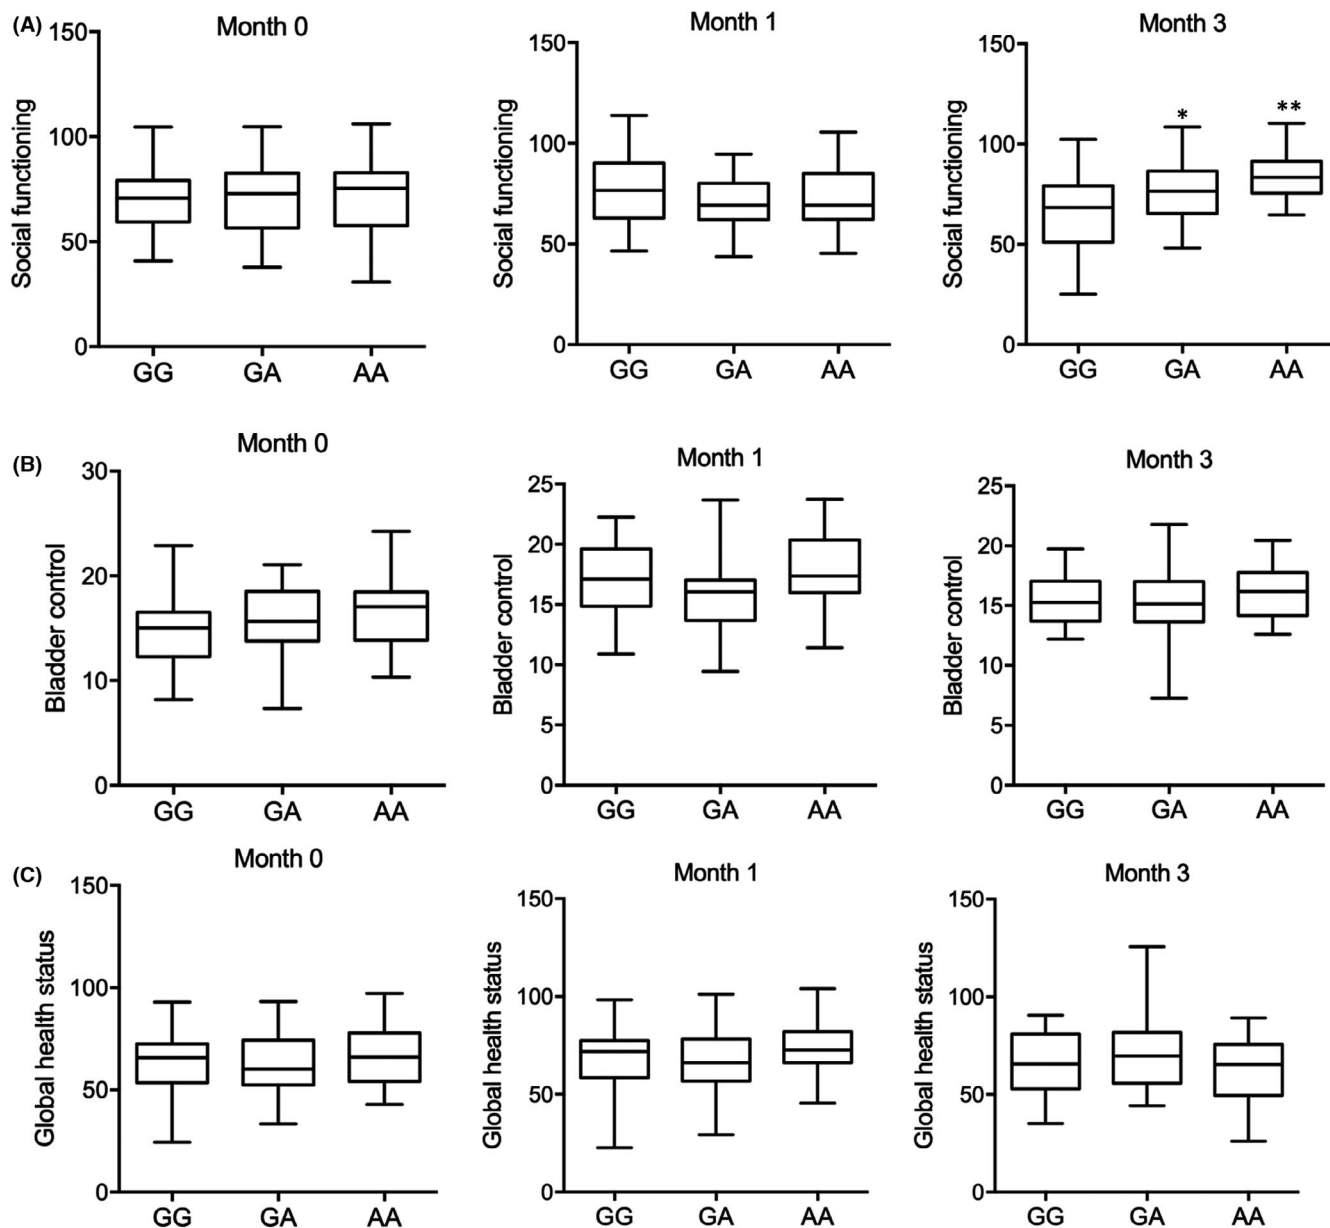 (A)
Month 0
Social functioning
150
100
50
0
GG GA AA
Month 1
Social functioning
150
100
50
0
GG GA AA
Month 3
Social functioning
150
100
50
0
* **
GG GA AA
(B)
Month 0
Bladder control
30
20
10
0
GG GA AA
Month 1
Bladder control
25
20
15
10
5
0
GG GA AA
Month 3
Bladder control
25
20
15
10
5
0
GG GA AA
(C)
Month 0
Global health status
150
100
50
0
GG GA AA
Month 1
Global health status
150
100
50
0
GG GA AA
Month 3
Global health status
150
100
50
0
GG GA AA